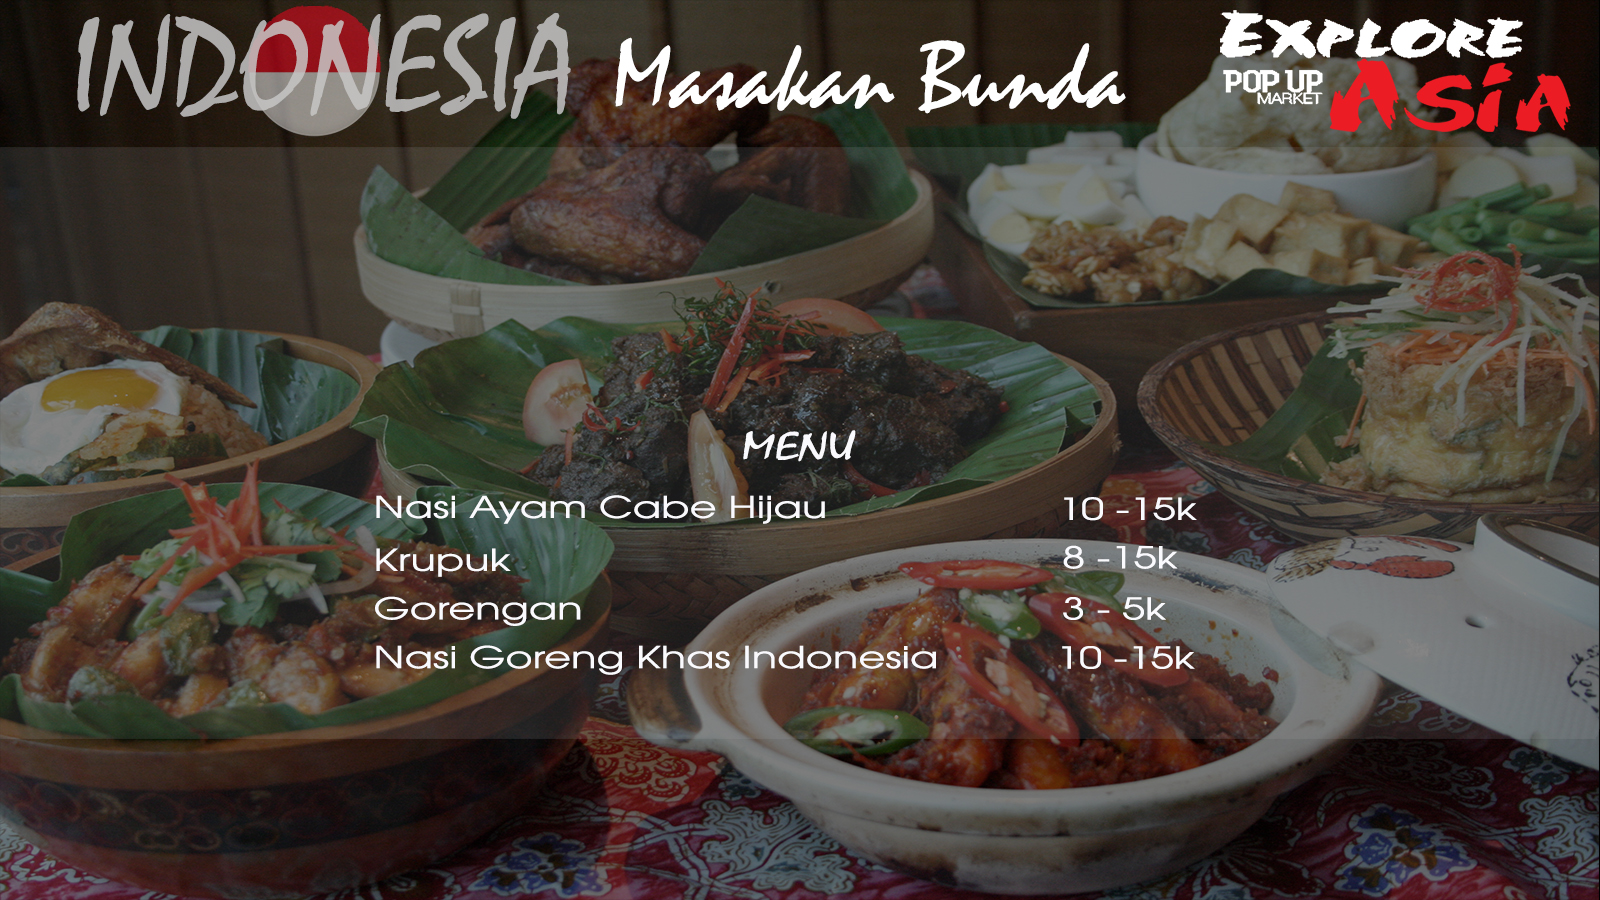 INDONESIA
Masakan Bunda
EXPLORE
POP UP
MARKET
ASiA
MENU
Nasi Ayam Cabe Hijau 10 -15k
Krupuk 8 -15k
Gorengan 3 - 5k
Nasi Goreng Khas Indonesia 10 -15k